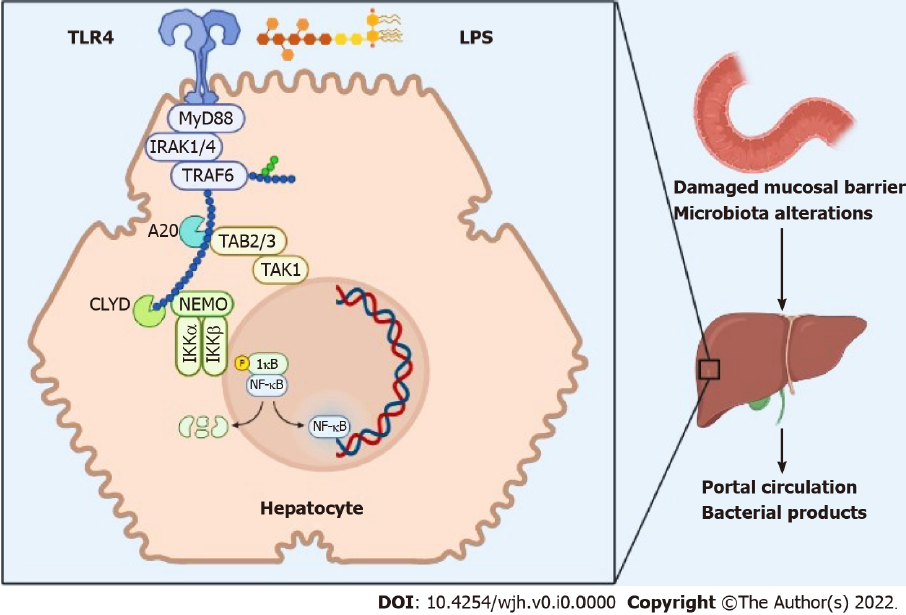 TLR4
LPS
MyD88
IRAK1/4
TRAF6
A20
TAB2/3
TAK1
CLYD
NEMO
IKKα
IKKβ
P
1κB
NF-κB
NF-κB
Hepatocyte
Damaged mucosal barrier
Microbiota alterations
Portal circulation
Bacterial products
DOI: 10.4254/wjh.v0.i0.0000 Copyright ©The Author(s) 2022.